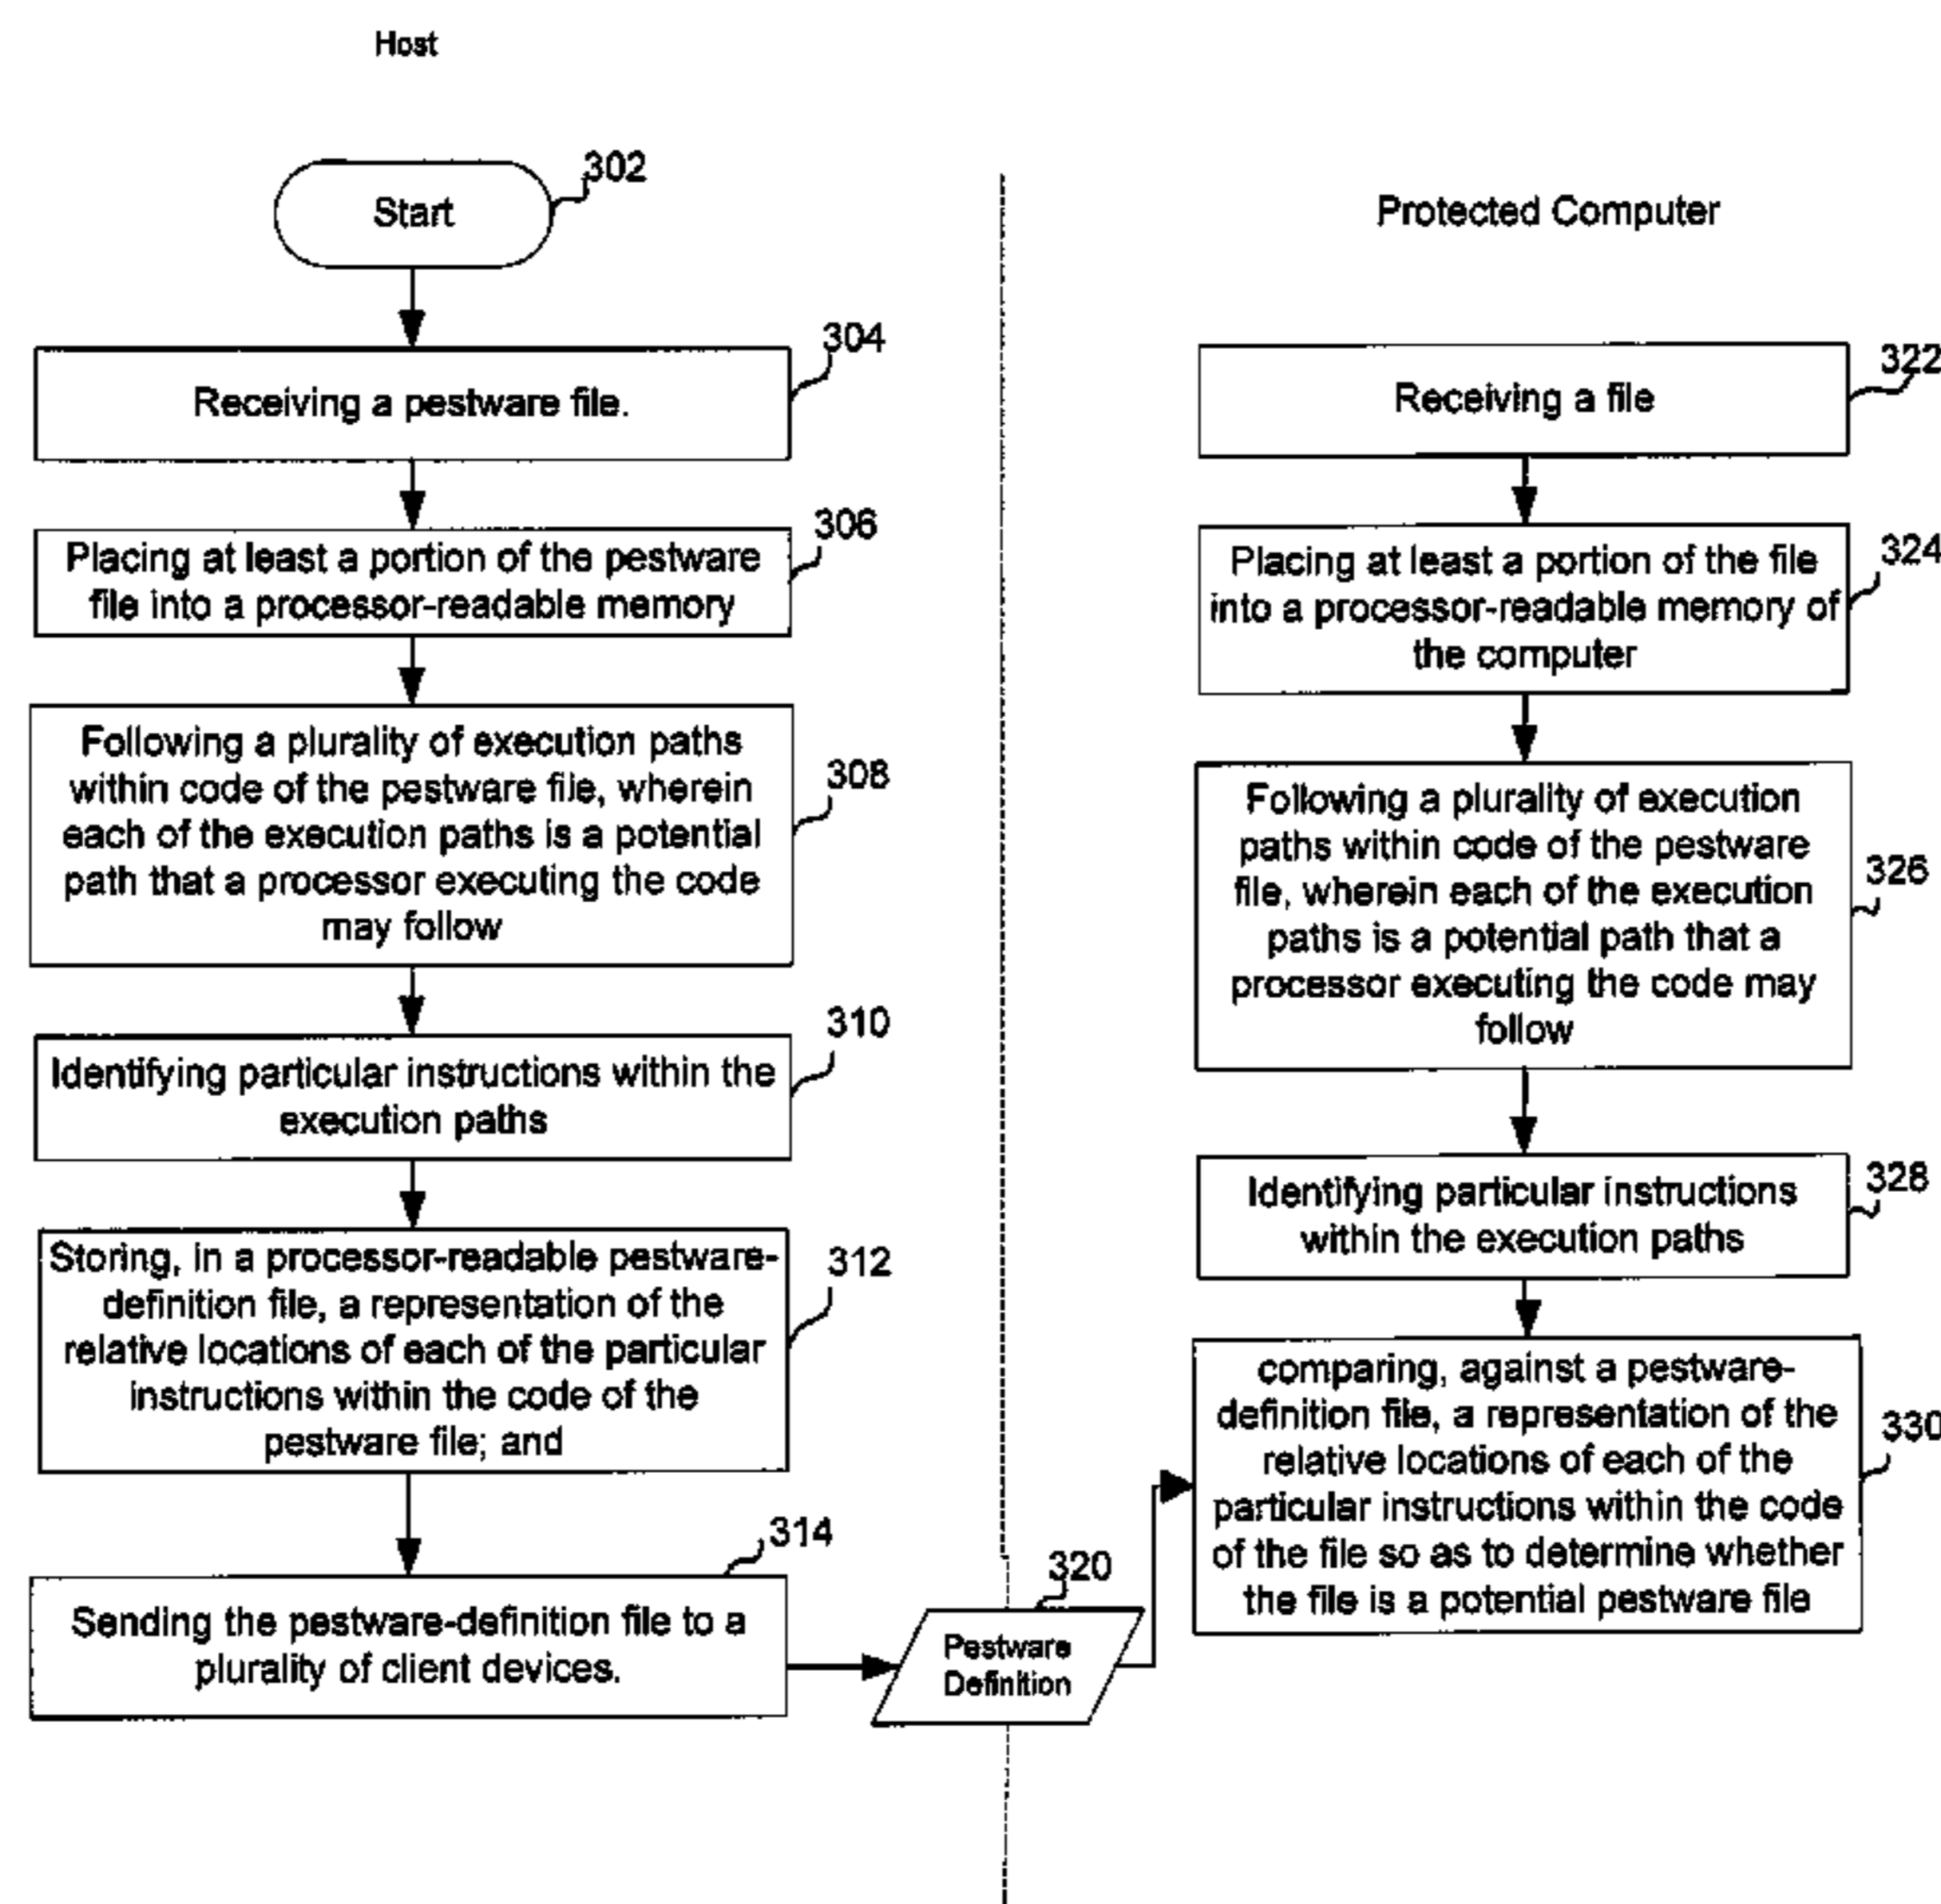 Host
302
Start
304
Receiving a pestware file.
306
Placing at least a portion of the pestware
file into a processor-readable memory
308
Following a plurality of execution paths
within code of the pestware file, wherein
each of the execution paths is a potential
path that a processor executing the code
may follow
310
Identifying particular instructions within the
execution paths
312
Storing, in a processor-readable pestware-
definition file, a representation of the
relative locations of each of the particular
instructions within the code of the
pestware file; and
314
Sending the pestware-definition file to a
plurality of client devices.
320
Pestware
Definition
Protected Computer
322
Receiving a file
324
Placing at least a portion of the file
into a processor-readable memory of
the computer
326
Following a plurality of execution
paths within code of the pestware
file, wherein each of the execution
paths is a potential path that a
processor executing the code may
follow
328
Identifying particular instructions
within the execution paths
330
comparing, against a pestware-
definition file, a representation of the
relative locations of each of the
particular instructions within the code
of the file so as to determine whether
the file is a potential pestware file